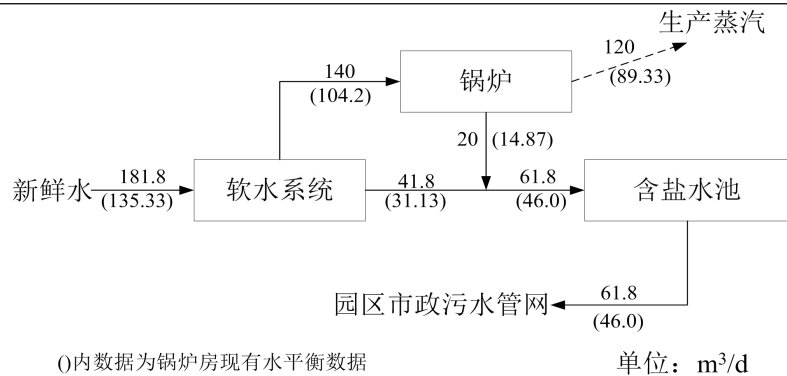 生产蒸汽
120
(89.33)
140
(104.2)
锅炉
20 (14.87)
新鲜水
181.8
(135.33)
软水系统
41.8
(31.13)
61.8
(46.0)
含盐水池
园区市政污水管网
61.8
(46.0)
()内数据为锅炉房现有水平衡数据
单位：m³/d